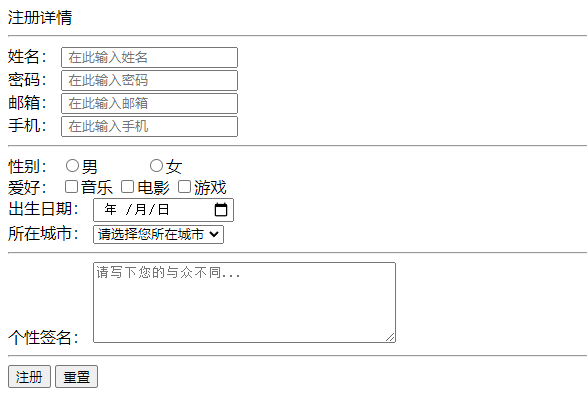 注册详情
姓名： 在此输入姓名
密码： 在此输入密码
邮箱： 在此输入邮箱
手机： 在此输入手机
性别： 男 女
爱好： 音乐 电影 游戏
出生日期： 年 /月/日
所在城市： 请选择您所在城市
请写下您的与众不同...
个性签名：
注册 重置